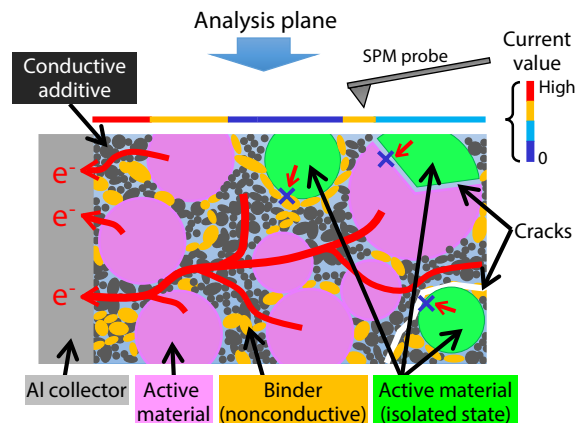 Analysis plane
SPM probe
Current
value
High
0
Conductive
additive
e-
e-
e-
Cracks
Al collector
Active
material
Binder
(nonconductive)
Active material
(isolated state)